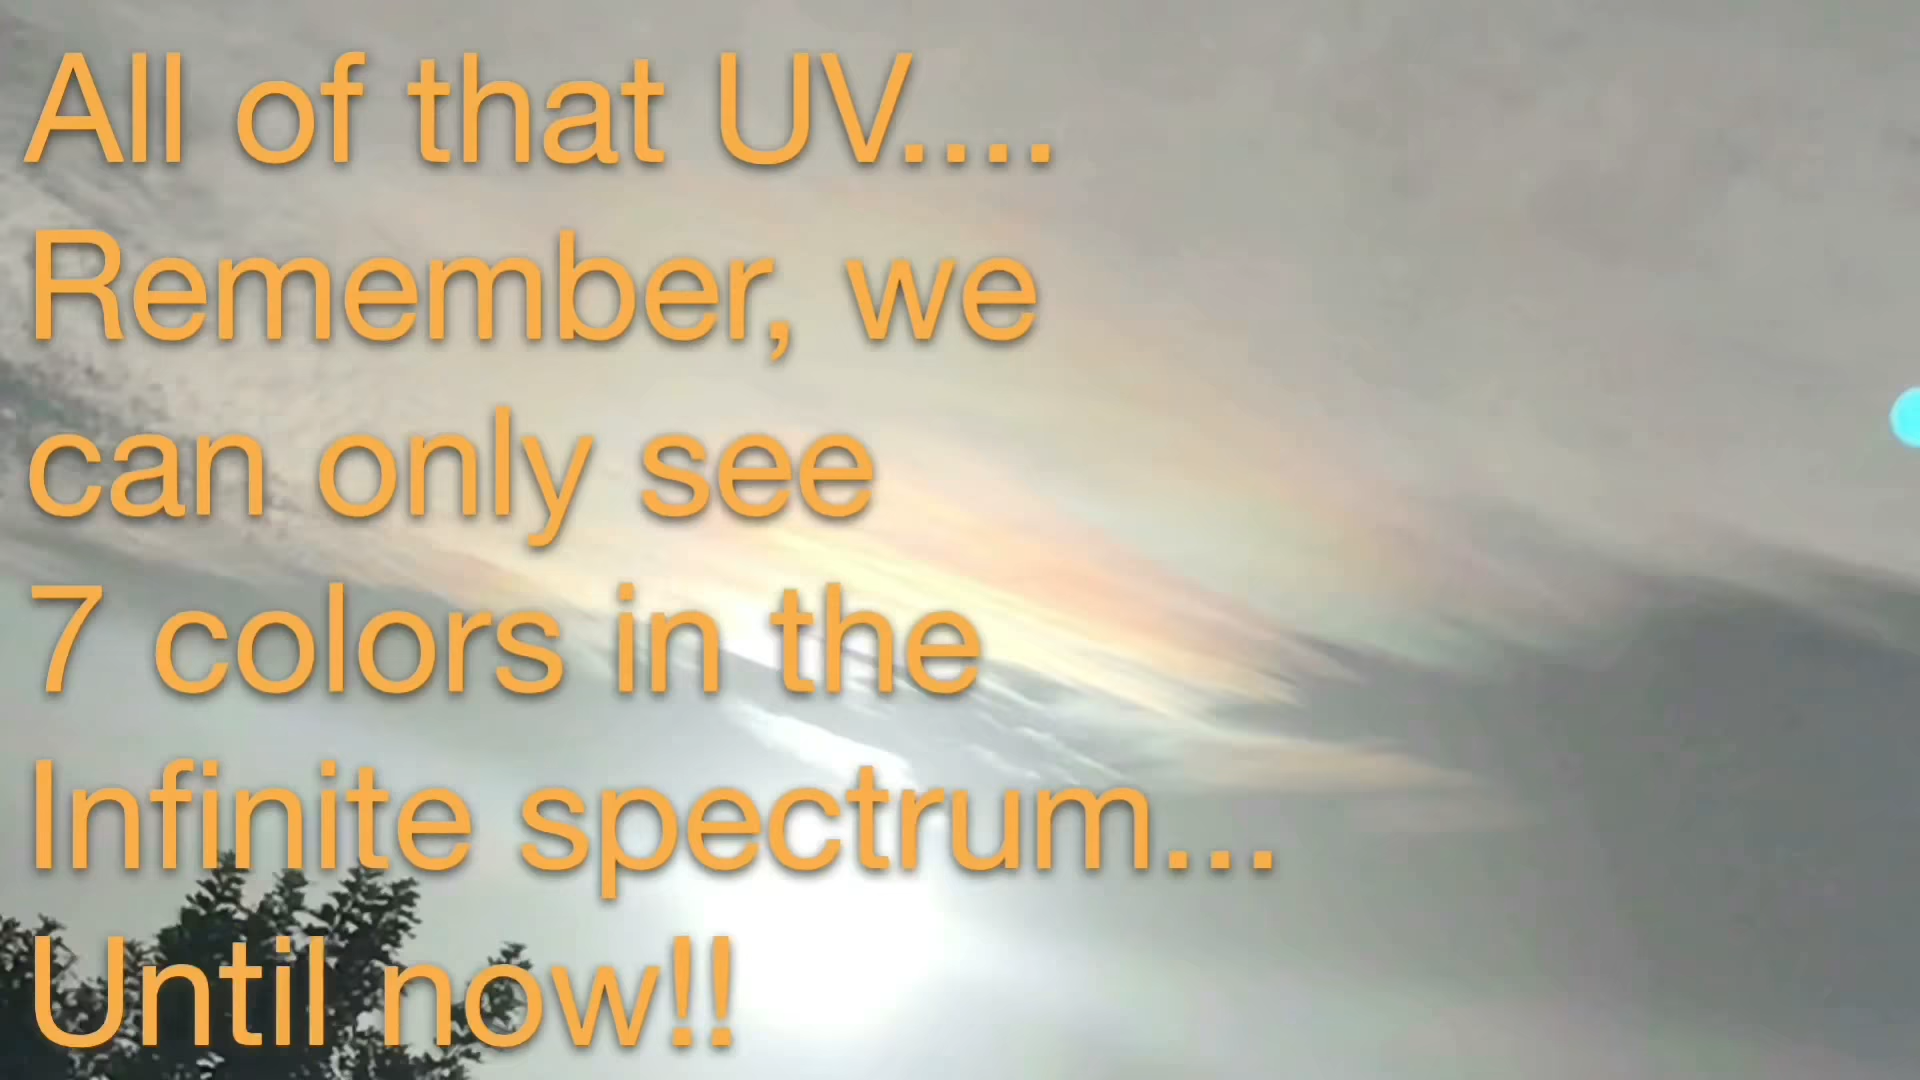 All of that UV....
Remember, we
can only see
7 colors in the
Infinite spectrum...
Until now!!